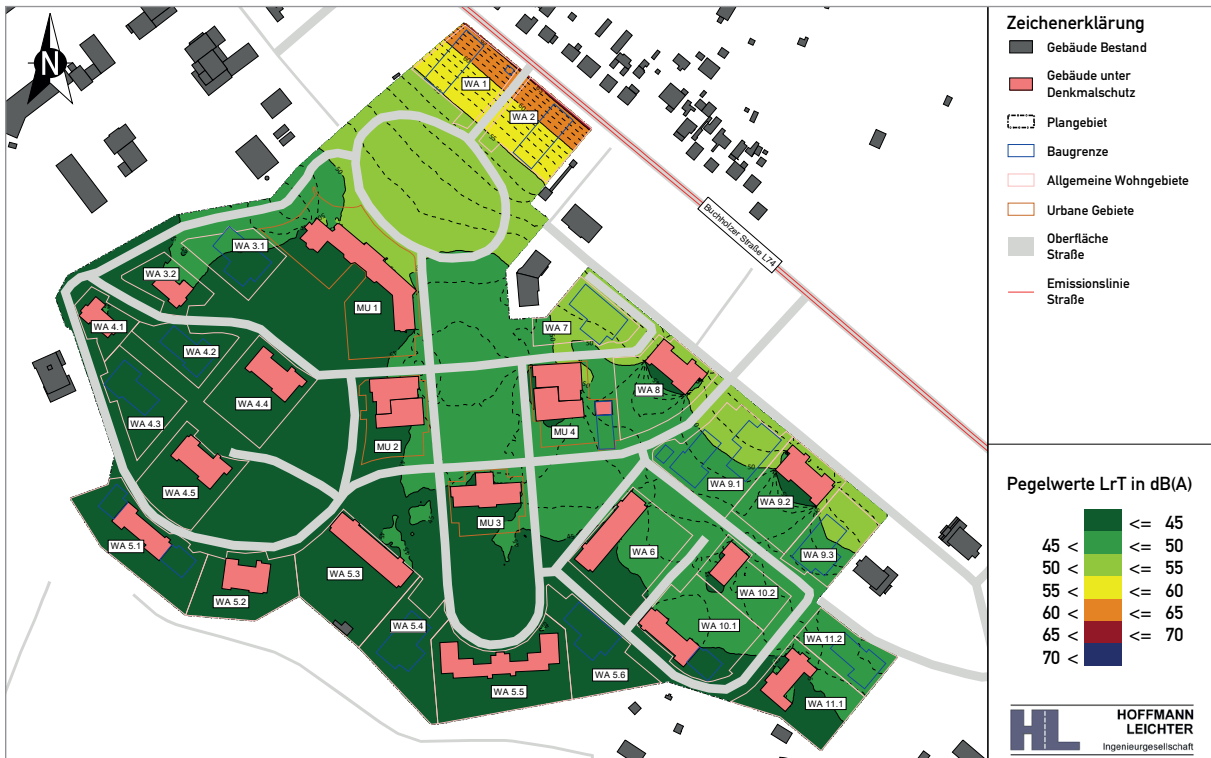 N
WA 1
WA 2
WA 3.1
WA 3.2
MU 1
WA 4.1
WA 4.2
WA 4.3
WA 4.4
WA 4.5
MU 2
WA 7
WA 8
MU 4
MU 3
WA 9.1
WA 9.2
WA 9.3
WA 6
WA 10.2
WA 10.1
WA 11.2
WA 11.1
WA 5.1
WA 5.2
WA 5.3
WA 5.4
WA 5.5
WA 5.6
Buchholzer Straße L74
Zeichenerklärung
Gebäude Bestand
Gebäude unter
Denkmalschutz
Plangebiet
Baugrenze
Allgemeine Wohngebiete
Urbane Gebiete
Oberfläche
Straße
Emissionslinie
Straße
Pegelwerte LrT in dB(A)
<= 45
45 < <= 50
50 < <= 55
55 < <= 60
60 < <= 65
65 < <= 70
70 <
HL
HOFFMANN
LEICHTER
Ingenieurgesellschaft